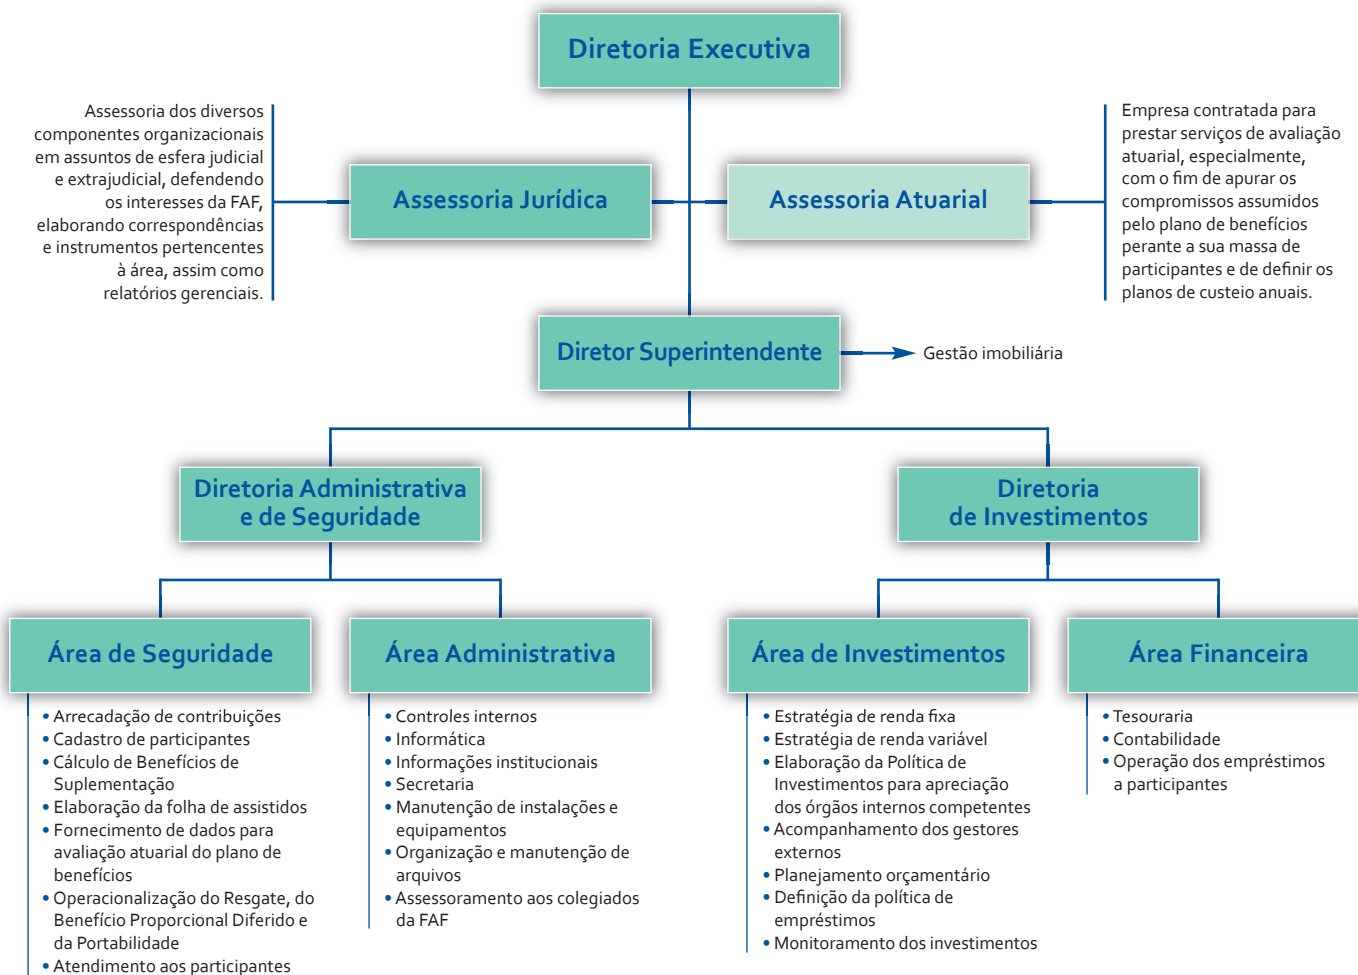 Diretoria Executiva
Assessoria dos diversos
componentes organizacionais
em assuntos de esfera judicial
e extrajudicial, defendendo
os interesses da FAF,
elaborando correspondências
e instrumentos pertencentes
à área, assim como
relatórios gerenciais.
Assessoria Jurídica
Assessoria Atuarial
Empresa contratada para
prestar serviços de avaliação
atuarial, especialmente,
com o fim de apurar os
compromissos assumidos
pelo plano de benefícios
perante a sua massa de
participantes e de definir os
planos de custeio anuais.
Diretor Superintendente
Gestão imobiliária
Diretoria Administrativa
e de Seguridade
Diretoria
de Investimentos
Área de Seguridade
• Arrecadação de contribuições
• Cadastro de participantes
• Cálculo de Benefícios de
Suplementação
• Elaboração da folha de assistidos
• Fornecimento de dados para
avaliação atuarial do plano de
benefícios
• Operacionalização do Resgate, do
Benefício Proporcional Diferido e
da Portabilidade
• Atendimento aos participantes
Área Administrativa
• Controles internos
• Informática
• Informações institucionais
• Secretaria
• Manutenção de instalações e
equipamentos
• Organização e manutenção de
arquivos
• Assessoramento aos colegiados
da FAF
Área de Investimentos
• Estratégia de renda fixa
• Estratégia de renda variável
• Elaboração da Política de
Investimentos para apreciação
dos órgãos internos competentes
• Acompanhamento dos gestores
externos
• Planejamento orçamentário
• Definição da política de
empréstimos
• Monitoramento dos investimentos
Área Financeira
• Tesouraria
• Contabilidade
• Operação dos empréstimos
a participantes